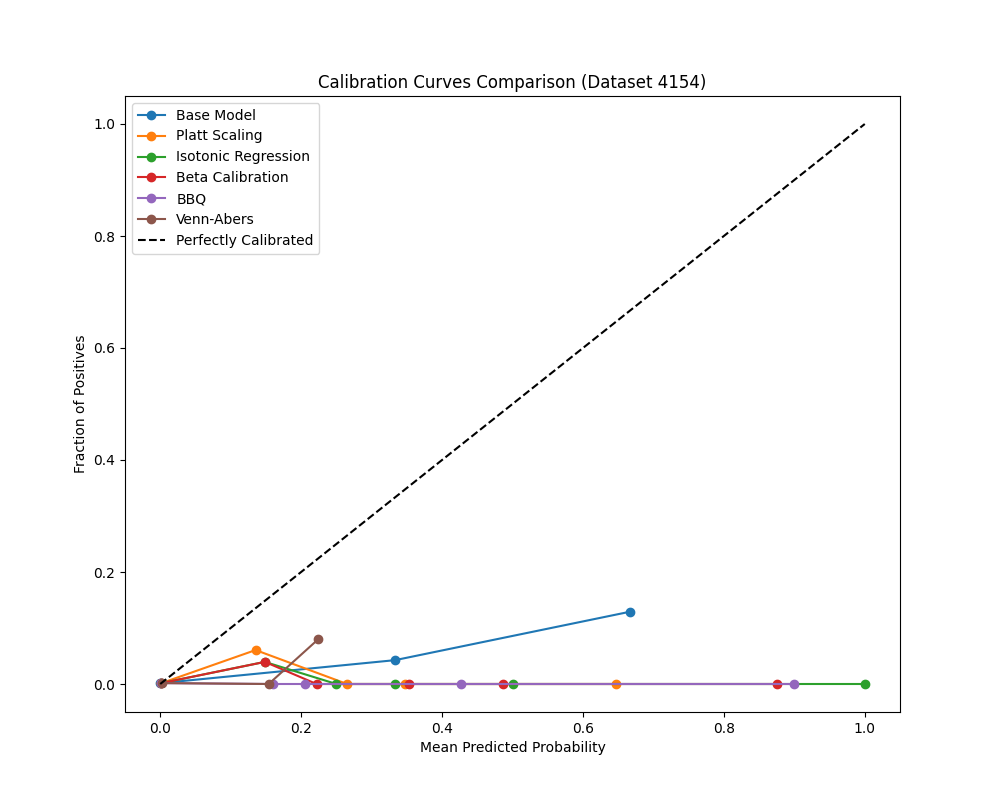 Calibration Curves Comparison (Dataset 4154)
Base Model
Platt Scaling
Isotonic Regression
Beta Calibration
BBQ
Venn-Abers
Perfectly Calibrated
1.0
0.8
0.6
0.4
0.2
0.0
Fraction of Positives
0.0 0.2 0.4 0.6 0.8 1.0
Mean Predicted Probability